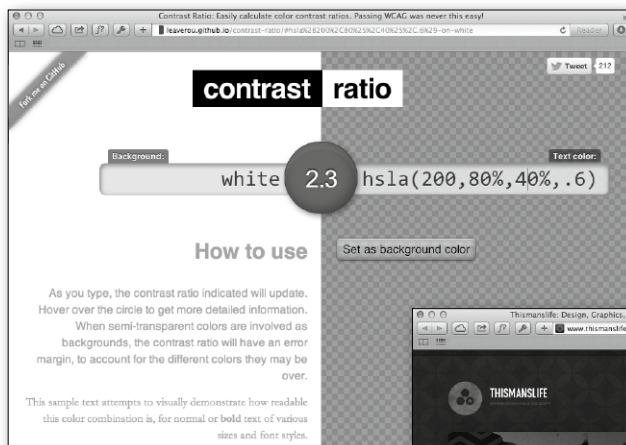 Contrast Ratio: Easily calculate color contrast ratios. Passing WCAG was never this easy!
leaverou.github.io/contrast-ratio/#hsla%28200%2C80%25%2C40%25%2C.6%29-on-white
Reader
Fork me on GitHub
Tweet 212
contrast ratio
Background:
Text color:
white 2.3 hsla(200,80%,40%,.6)
How to use
Set as background color
As you type, the contrast ratio indicated will update.
Hover over the circle to get more detailed information.
When semi-transparent colors are involved as
backgrounds, the contrast ratio will have an error
margin, to account for the different colors they may be
over.
This sample text attempts to visually demonstrate how readable
this color combination is, for normal or bold text of various
sizes and font styles.
Thismanslife: Design, Graphics,
www.thismanslife
THISMANSLIFE